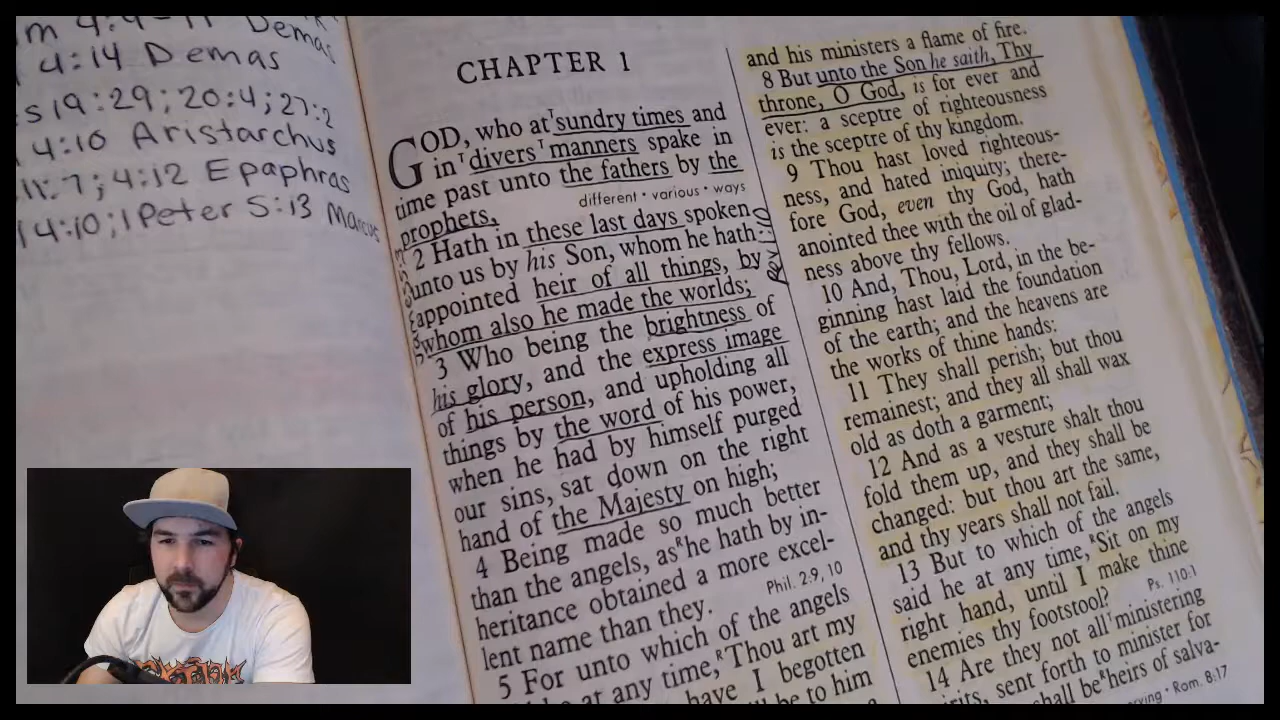 m 4:9-11 Demas
4:14 Demas
s 19:29; 20:4; 27:2
4:10 Aristarchus
1:7; 4:12 Epaphras
4:10; 1 Peter 5:13 Marcus
CHAPTER 1
GOD, who at ᵀsundry times and
in ᵀdivers ᵀmanners spake in
time past unto the fathers by the
prophets,
different · various · ways
2 Hath in these last days spoken
unto us by his Son, whom he hath
appointed heir of all things, by
whom also he made the worlds;
3 Who being the brightness of
his glory, and the express image
of his person, and upholding all
things by the word of his power,
when he had by himself purged
our sins, sat down on the right
hand of the Majesty on high;
4 Being made so much better
than the angels, as ᴿhe hath by in-
heritance obtained a more excel-
lent name than they.
Phil. 2:9, 10
5 For unto which of the angels
at any time, ᴿThou art my
have I begotten
be to him
and his ministers a flame of fire.
8 But unto the Son he saith, Thy
throne, O God, is for ever and
ever: a sceptre of righteousness
is the sceptre of thy kingdom.
9 Thou hast loved righteous-
ness, and hated iniquity; there-
fore God, even thy God, hath
anointed thee with the oil of glad-
ness above thy fellows.
10 And, Thou, Lord, in the be-
ginning hast laid the foundation
of the earth; and the heavens are
the works of thine hands:
11 They shall perish; but thou
remainest; and they all shall wax
old as doth a garment;
12 And as a vesture shalt thou
fold them up, and they shall be
changed: but thou art the same,
and thy years shall not fail.
13 But to which of the angels
said he at any time, ᴿSit on my
right hand, until I make thine
enemies thy footstool?
Ps. 110:1
14 Are they not all ᵀministering
spirits, sent forth to minister for
shall be ᴿheirs of salva-
serving · Rom. 8:17